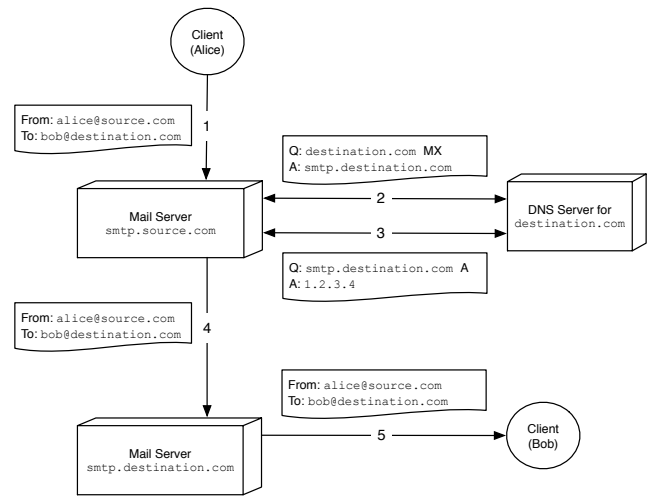 Client
(Alice)
From: alice@source.com
To: bob@destination.com
1
Q: destination.com MX
A: smtp.destination.com
2
Mail Server
smtp.source.com
DNS Server for
destination.com
3
Q: smtp.destination.com A
A: 1.2.3.4
From: alice@source.com
To: bob@destination.com
4
From: alice@source.com
To: bob@destination.com
Mail Server
smtp.destination.com
5
Client
(Bob)